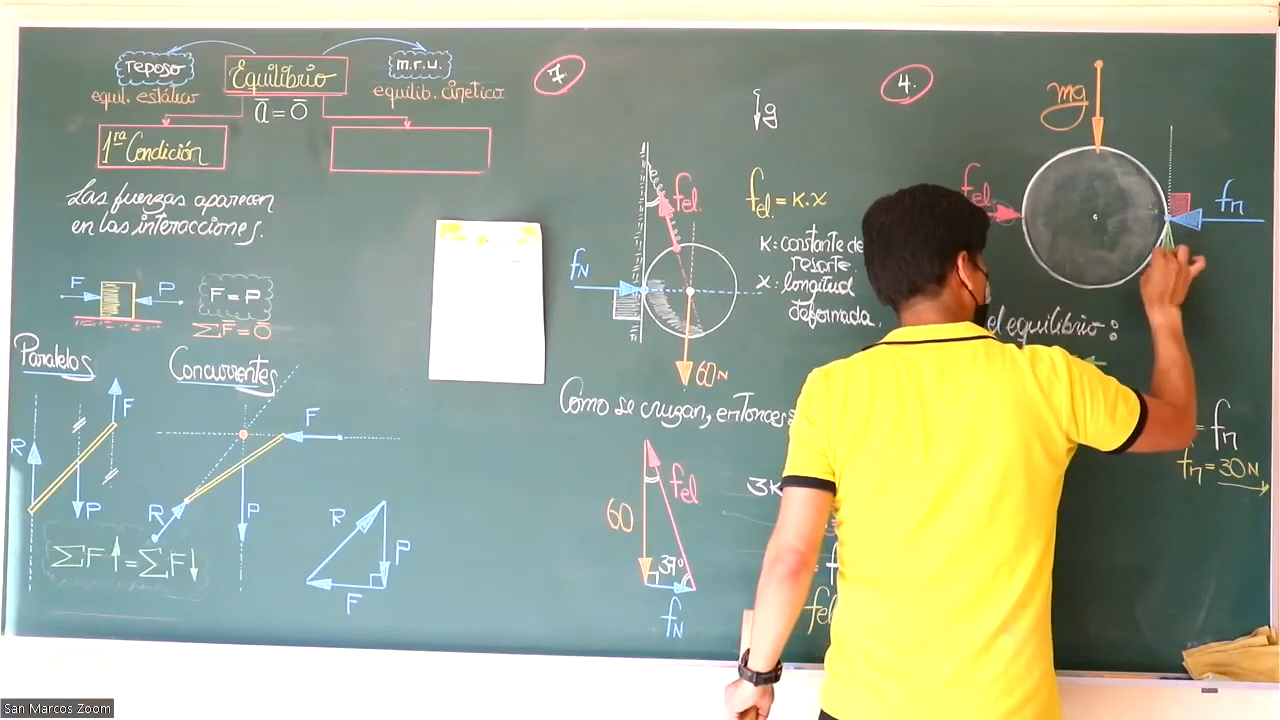 reposo
Equilibrio
m.r.u.
equil. estático
equilib. cinético
a̅ = 0̅
1ra Condición
Las fuerzas aparecen
en las interacciones.
F
P
F = P
ΣF̅ = 0̅
Paralelos
Concurrentes
F
R
P
F
R
P
R
P
F
ΣF↑ = ΣF↓
7.
g
fel.
fN
60N
fel. = K.x
K: constante de
resorte.
x: longitud
deformada.
Como se cruzan, entonces:
60
fel
37°
fN
3K
= f
fel
4.
mg
fel
fn
el equilibrio:
= fn
fn = 30N
San Marcos Zoom